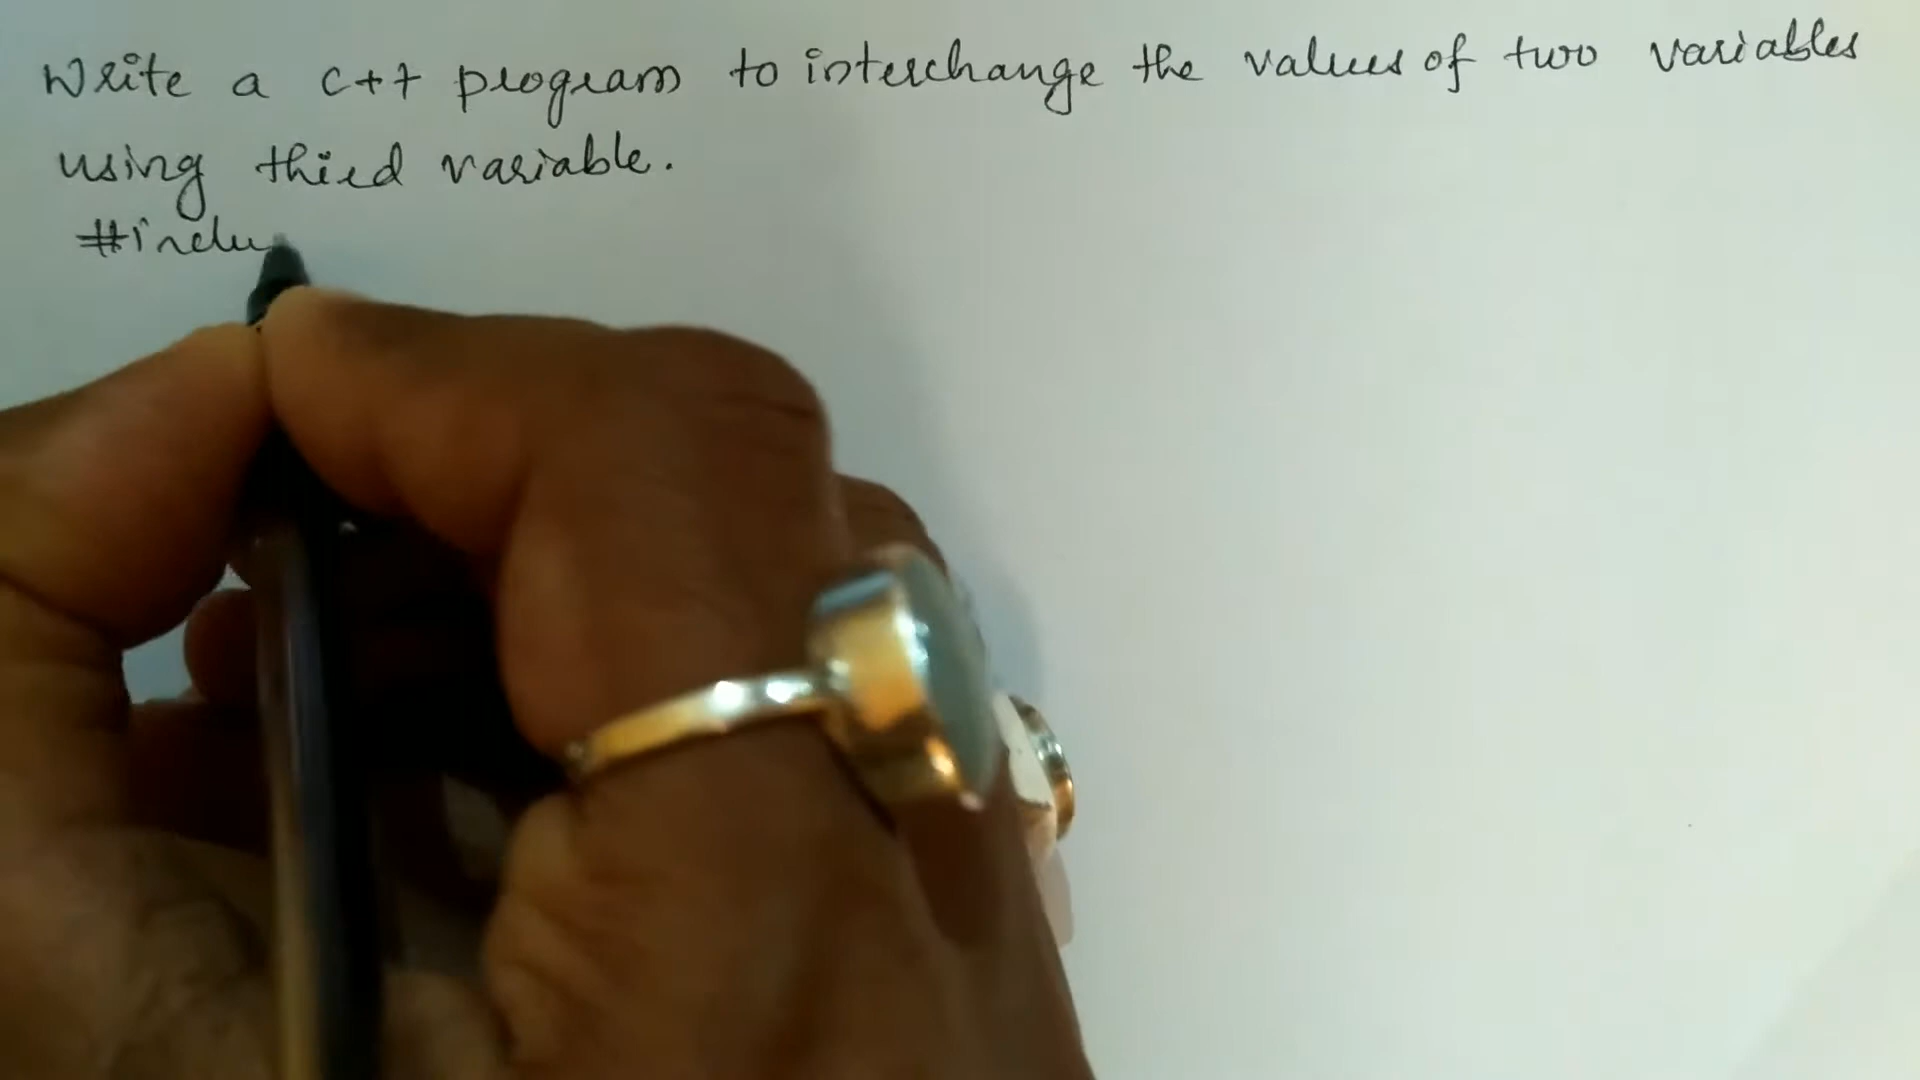 Write a c++ program to interchange the values of two variables
using third variable.
#inclu